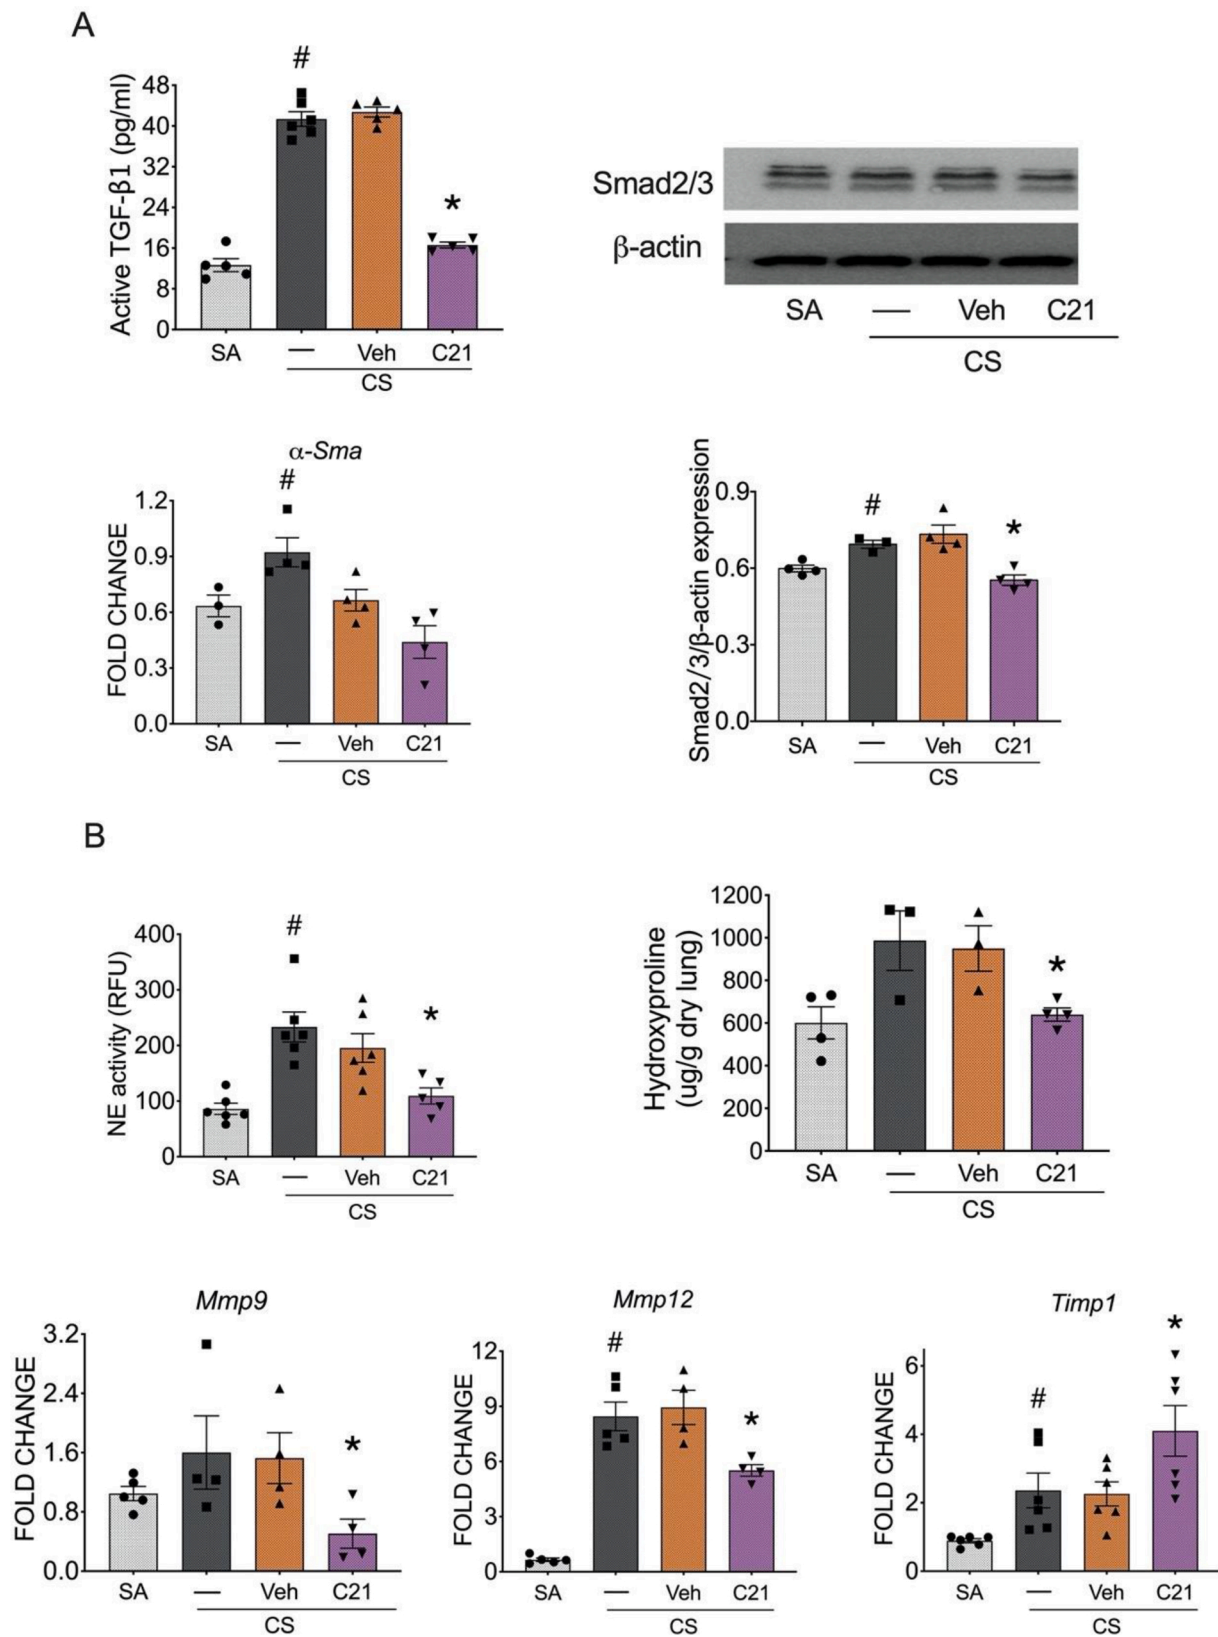 A
#
48
40
32
24
16
8
0
Active TGF-β1 (pg/ml)
*
SA — Veh C21
CS
Smad2/3
β-actin
SA — Veh C21
CS
α-Sma
#
1.2
0.9
0.6
0.3
0.0
FOLD CHANGE
SA — Veh C21
CS
0.9
0.6
0.3
0.0
Smad2/3/β-actin expression
#
*
SA — Veh C21
CS
B
#
400
300
200
100
0
NE activity (RFU)
*
SA — Veh C21
CS
1200
1000
800
600
400
200
0
Hydroxyproline
(ug/g dry lung)
*
SA — Veh C21
CS
Mmp9
3.2
2.4
1.6
0.8
0.0
FOLD CHANGE
*
SA — Veh C21
CS
Mmp12
#
12
9
6
3
0
FOLD CHANGE
*
SA — Veh C21
CS
Timp1
*
#
6
4
2
0
FOLD CHANGE
SA — Veh C21
CS